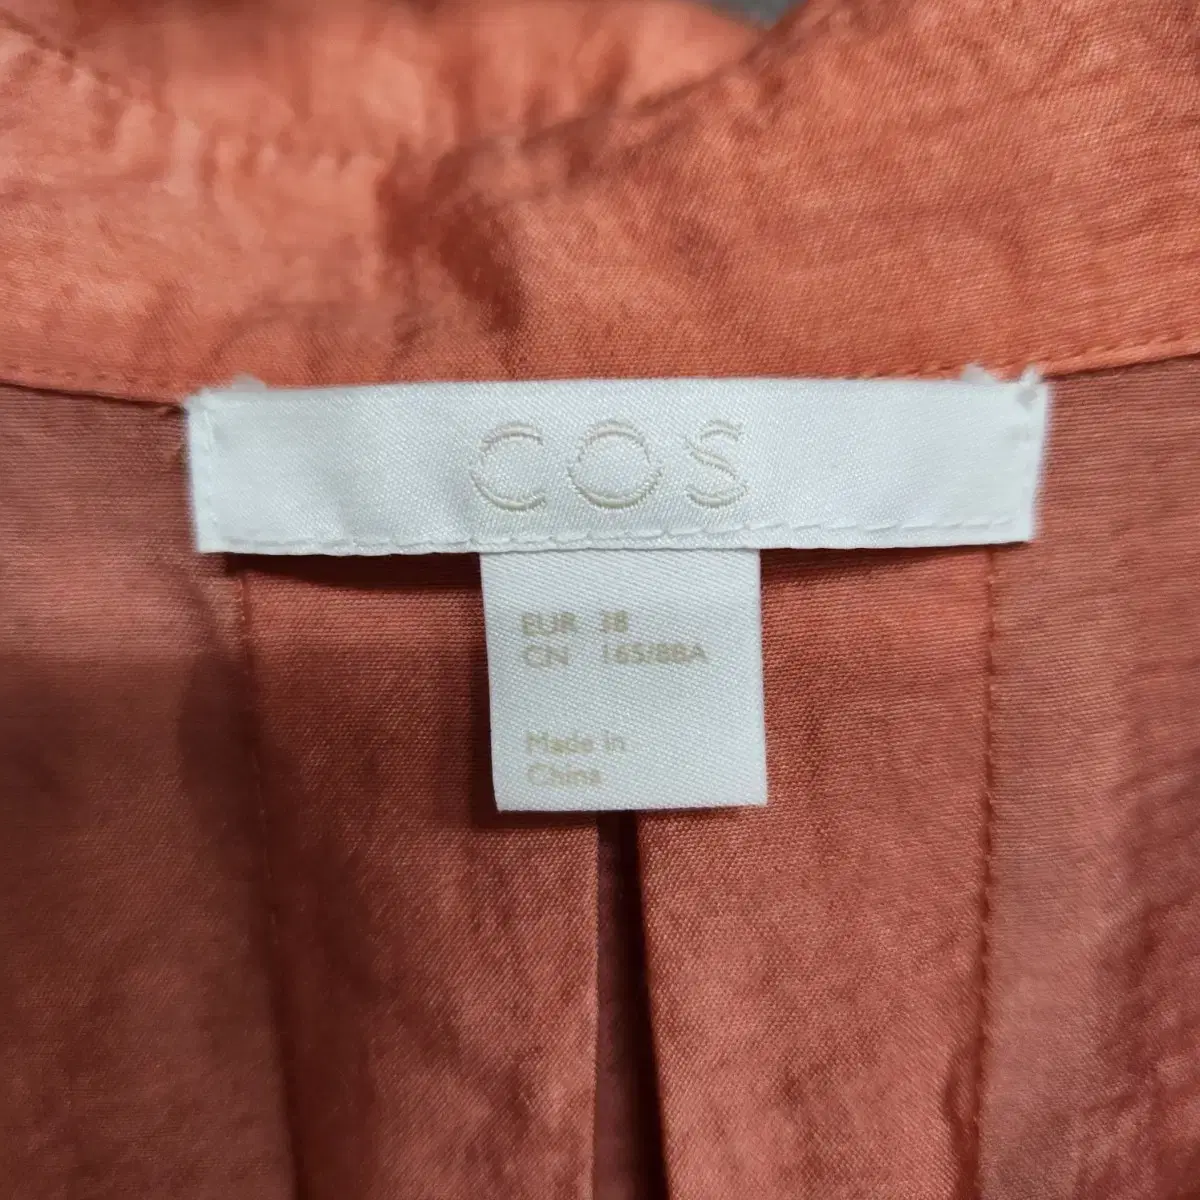 COS
EUR 38
CN 165/88A
Made in
China